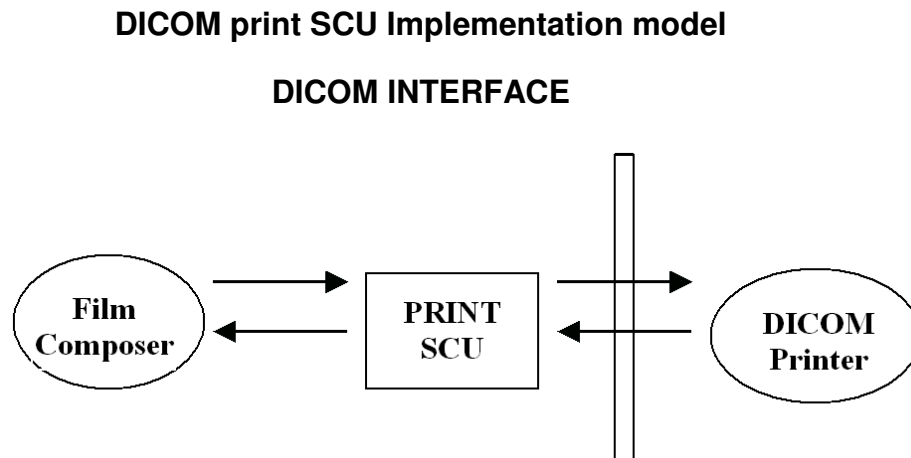 DICOM print SCU Implementation model
DICOM INTERFACE
Film
Composer
PRINT
SCU
DICOM
Printer